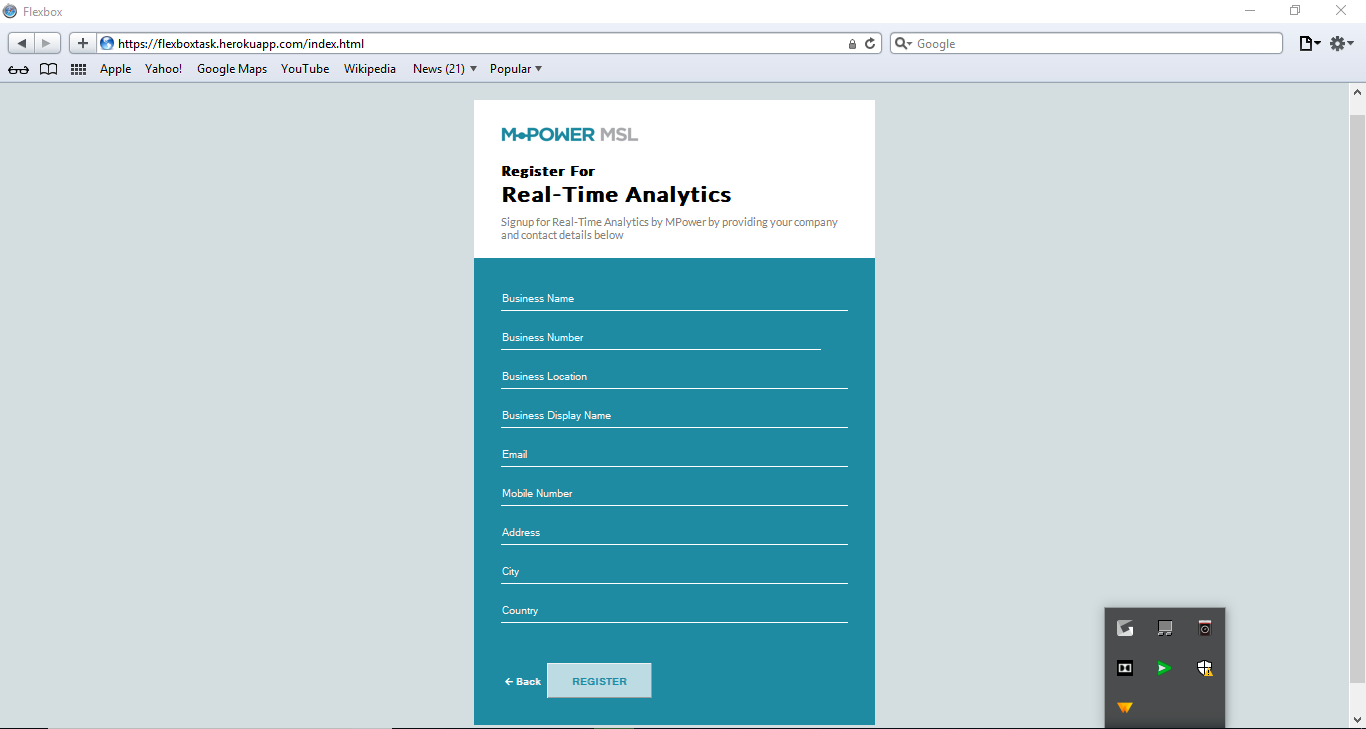 Flexbox
https://flexboxtask.herokuapp.com/index.html
Google
Apple Yahoo! Google Maps YouTube Wikipedia News (21) Popular
M•POWER MSL
Register For
Real-Time Analytics
Signup for Real-Time Analytics by MPower by providing your company
and contact details below
Business Name
Business Number
Business Location
Business Display Name
Email
Mobile Number
Address
City
Country
← Back REGISTER